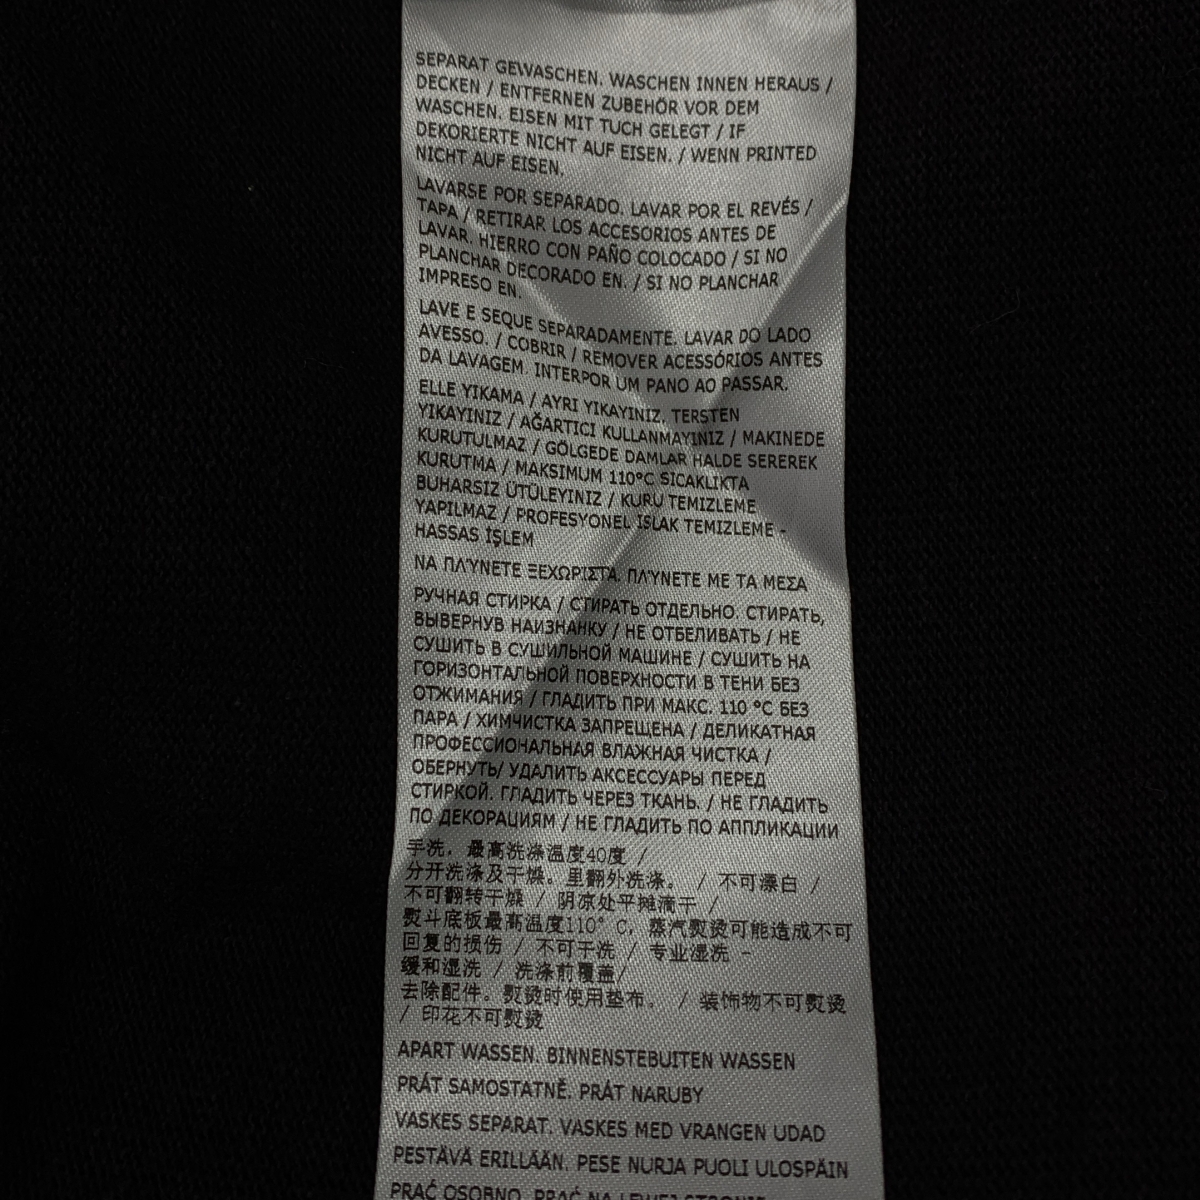 SEPARAT GEWASCHEN. WASCHEN INNEN HERAUS /
DECKEN / ENTFERNEN ZUBEHÖR VOR DEM
WASCHEN. EISEN MIT TUCH GELEGT / IF
DEKORIERTE NICHT AUF EISEN. / WENN PRINTED
NICHT AUF EISEN.
LAVARSE POR SEPARADO. LAVAR POR EL REVÉS /
TAPA / RETIRAR LOS ACCESORIOS ANTES DE
LAVAR. HIERRO CON PAÑO COLOCADO / SI NO
PLANCHAR DECORADO EN. / SI NO PLANCHAR
IMPRESO EN.
LAVE E SEQUE SEPARADAMENTE. LAVAR DO LADO
AVESSO. / COBRIR / REMOVER ACESSÓRIOS ANTES
DA LAVAGEM. INTERPOR UM PANO AO PASSAR.
ELLE YIKAMA / AYRI YIKAYINIZ. TERSTEN
YIKAYINIZ / AĞARTICI KULLANMAYINIZ / MAKINEDE
KURUTULMAZ / GÖLGEDE DAMLAR HALDE SEREREK
KURUTMA / MAKSIMUM 110°C SICAKLIKTA
BUHARSIZ ÜTÜLEYINIZ / KURU TEMIZLEME
YAPILMAZ / PROFESYONEL ISLAK TEMIZLEME -
HASSAS İŞLEM
ΝΑ ΠΛΎΝΕΤΕ ΞΕΧΩΡΙΣΤΑ. ΠΛΎΝΕΤΕ ΜΕ ΤΑ ΜΕΣΑ
РУЧНАЯ СТИРКА / СТИРАТЬ ОТДЕЛЬНО. СТИРАТЬ,
ВЫВЕРНУВ НАИЗНАНКУ / НЕ ОТБЕЛИВАТЬ / НЕ
СУШИТЬ В СУШИЛЬНОЙ МАШИНЕ / СУШИТЬ НА
ГОРИЗОНТАЛЬНОЙ ПОВЕРХНОСТИ В ТЕНИ БЕЗ
ОТЖИМАНИЯ / ГЛАДИТЬ ПРИ МАКС. 110 °C БЕЗ
ПАРА / ХИМЧИСТКА ЗАПРЕЩЕНА / ДЕЛИКАТНАЯ
ПРОФЕССИОНАЛЬНАЯ ВЛАЖНАЯ ЧИСТКА /
ОБЕРНУТЬ/ УДАЛИТЬ АКСЕССУАРЫ ПЕРЕД
СТИРКОЙ. ГЛАДИТЬ ЧЕРЕЗ ТКАНЬ. / НЕ ГЛАДИТЬ
ПО ДЕКОРАЦИЯМ / НЕ ГЛАДИТЬ ПО АППЛИКАЦИИ
手洗，最高洗涤温度40度 /
分开洗涤及干燥。里翻外洗涤。 / 不可漂白 /
不可翻转干燥 / 阴凉处平摊滴干 /
熨斗底板最高温度110° C，蒸汽熨烫可能造成不可
回复的损伤 / 不可干洗 / 专业湿洗 -
缓和湿洗 / 洗涤前覆盖/
去除配件。熨烫时使用垫布。 / 装饰物不可熨烫
/ 印花不可熨烫
APART WASSEN. BINNENSTEBUITEN WASSEN
PRÁT SAMOSTATNĚ. PRÁT NARUBY
VASKES SEPARAT. VASKES MED VRANGEN UDAD
PESTÄVÄ ERILLÄÄN. PESE NURJA PUOLI ULOSPÄIN
PRAĆ OSOBNO. PRAĆ NA LEWEJ STRONIE